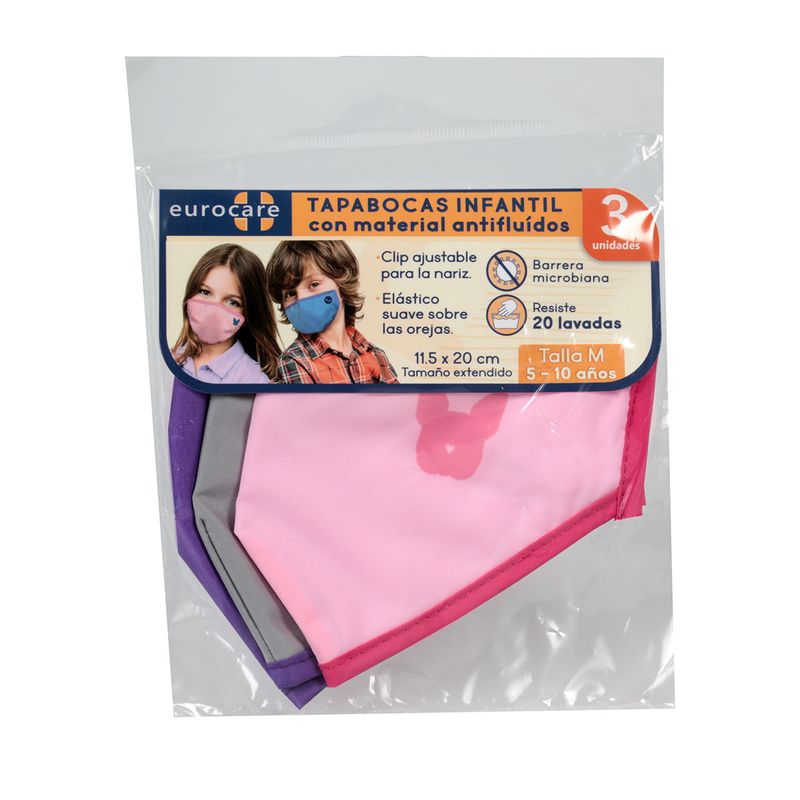 eurocare
TAPABOCAS INFANTIL
con material antifluídos
3
unidades
· Clip ajustable
para la nariz.
· Elástico
suave sobre
las orejas.
Barrera
microbiana
Resiste
20 lavadas
11.5 x 20 cm
Tamaño extendido
Talla M
5 – 10 años